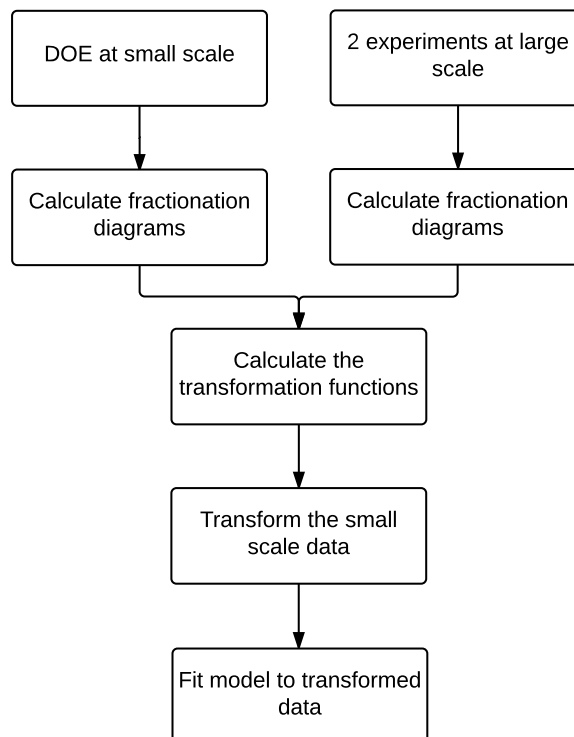 DOE at small scale
2 experiments at large
scale
Calculate fractionation
diagrams
Calculate fractionation
diagrams
Calculate the
transformation functions
Transform the small
scale data
Fit model to transformed
data